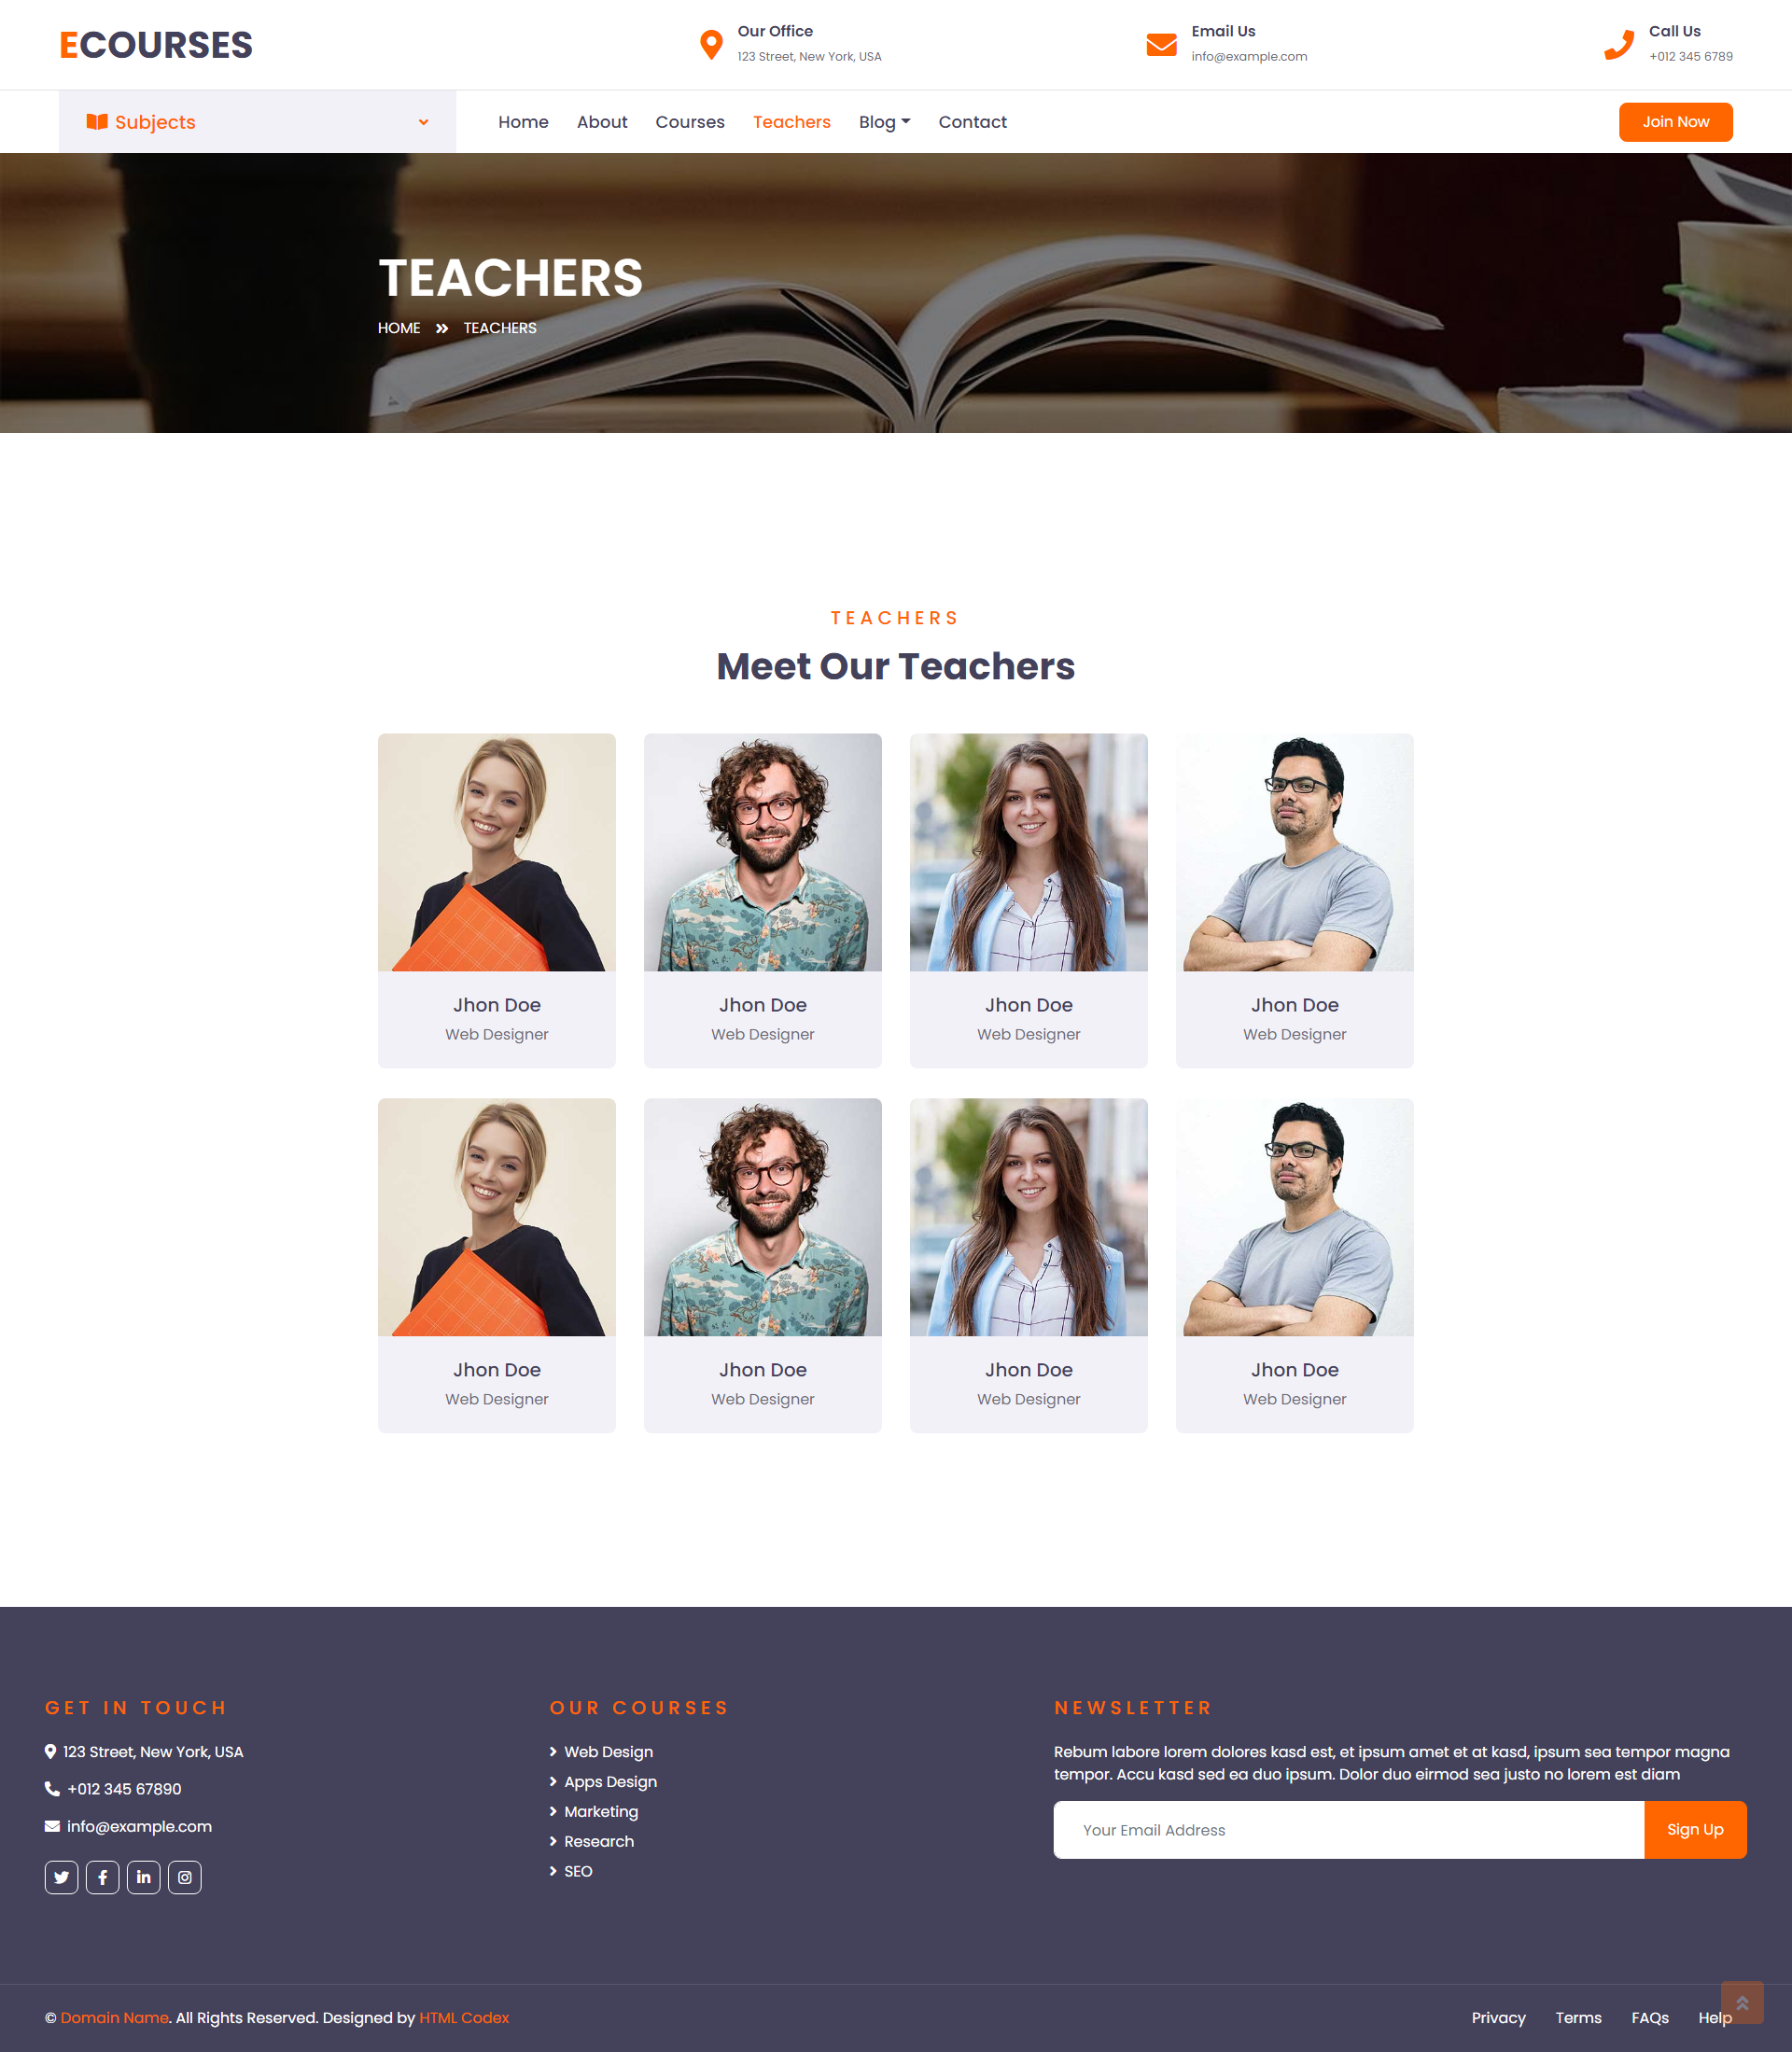 ECOURSES
Our Office
123 Street, New York, USA
Email Us
info@example.com
Call Us
+012 345 6789
Subjects
Home About Courses Teachers Blog Contact
Join Now
TEACHERS
HOME TEACHERS
TEACHERS
Meet Our Teachers
Jhon Doe
Web Designer
Jhon Doe
Web Designer
Jhon Doe
Web Designer
Jhon Doe
Web Designer
Jhon Doe
Web Designer
Jhon Doe
Web Designer
Jhon Doe
Web Designer
Jhon Doe
Web Designer
GET IN TOUCH
123 Street, New York, USA
+012 345 67890
info@example.com
OUR COURSES
Web Design
Apps Design
Marketing
Research
SEO
NEWSLETTER
Rebum labore lorem dolores kasd est, et ipsum amet et at kasd, ipsum sea tempor magna
tempor. Accu kasd sed ea duo ipsum. Dolor duo eirmod sea justo no lorem est diam
Your Email Address
Sign Up
© Domain Name. All Rights Reserved. Designed by HTML Codex
Privacy Terms FAQs Help